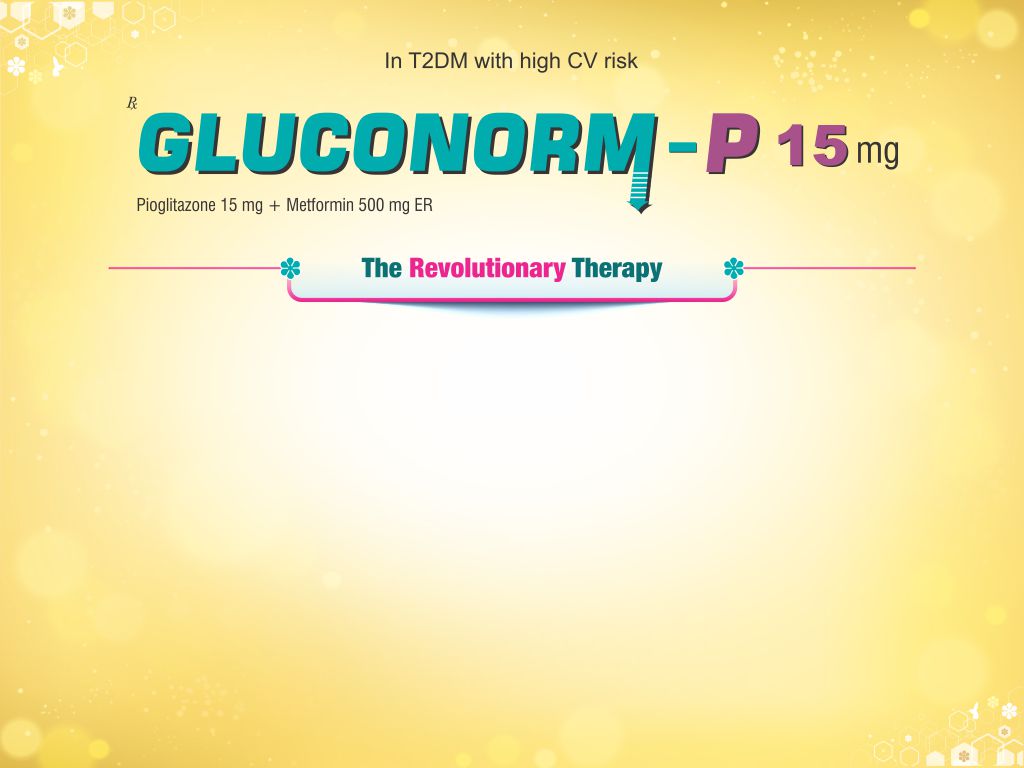 In T2DM with high CV risk
℞
GLUCONORM-P 15 mg
Pioglitazone 15 mg + Metformin 500 mg ER
The Revolutionary Therapy